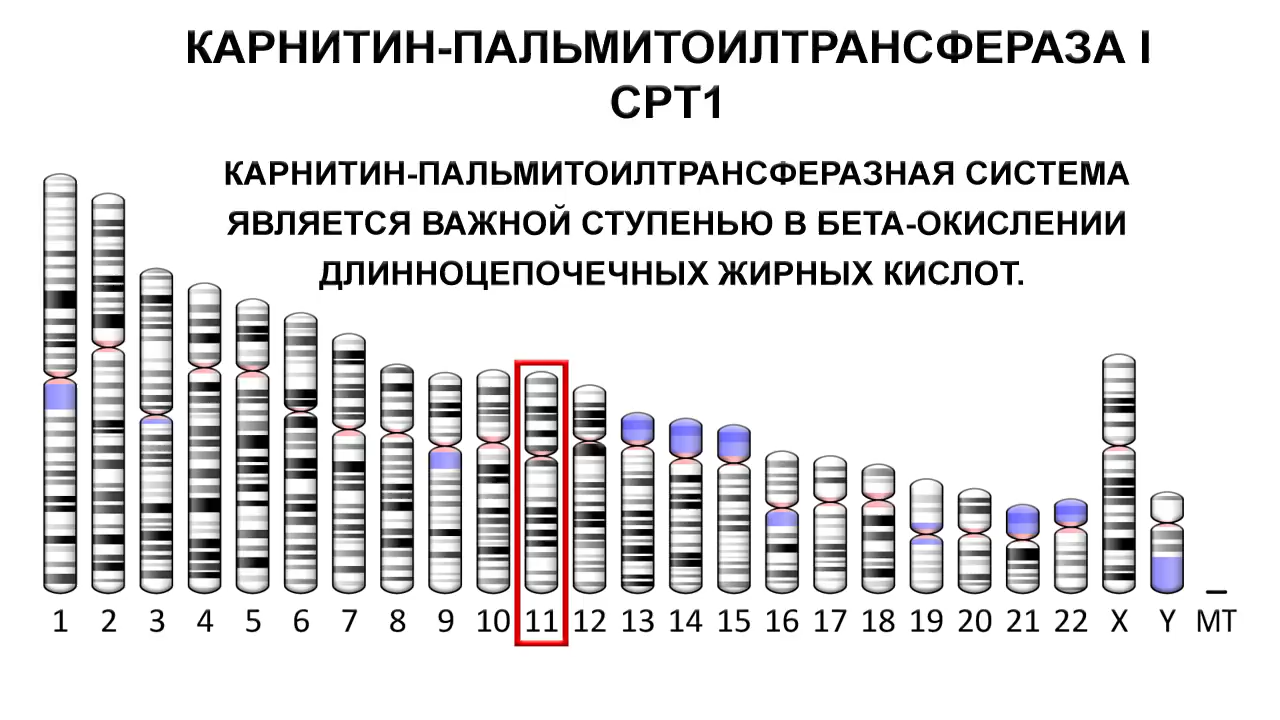 КАРНИТИН-ПАЛЬМИТОИЛТРАНСФЕРАЗА I
CPT1
КАРНИТИН-ПАЛЬМИТОИЛТРАНСФЕРАЗНАЯ СИСТЕМА
ЯВЛЯЕТСЯ ВАЖНОЙ СТУПЕНЬЮ В БЕТА-ОКИСЛЕНИИ
ДЛИННОЦЕПОЧЕЧНЫХ ЖИРНЫХ КИСЛОТ.
1 2 3 4 5 6 7 8 9 10 11 12 13 14 15 16 17 18 19 20 21 22 X Y MT